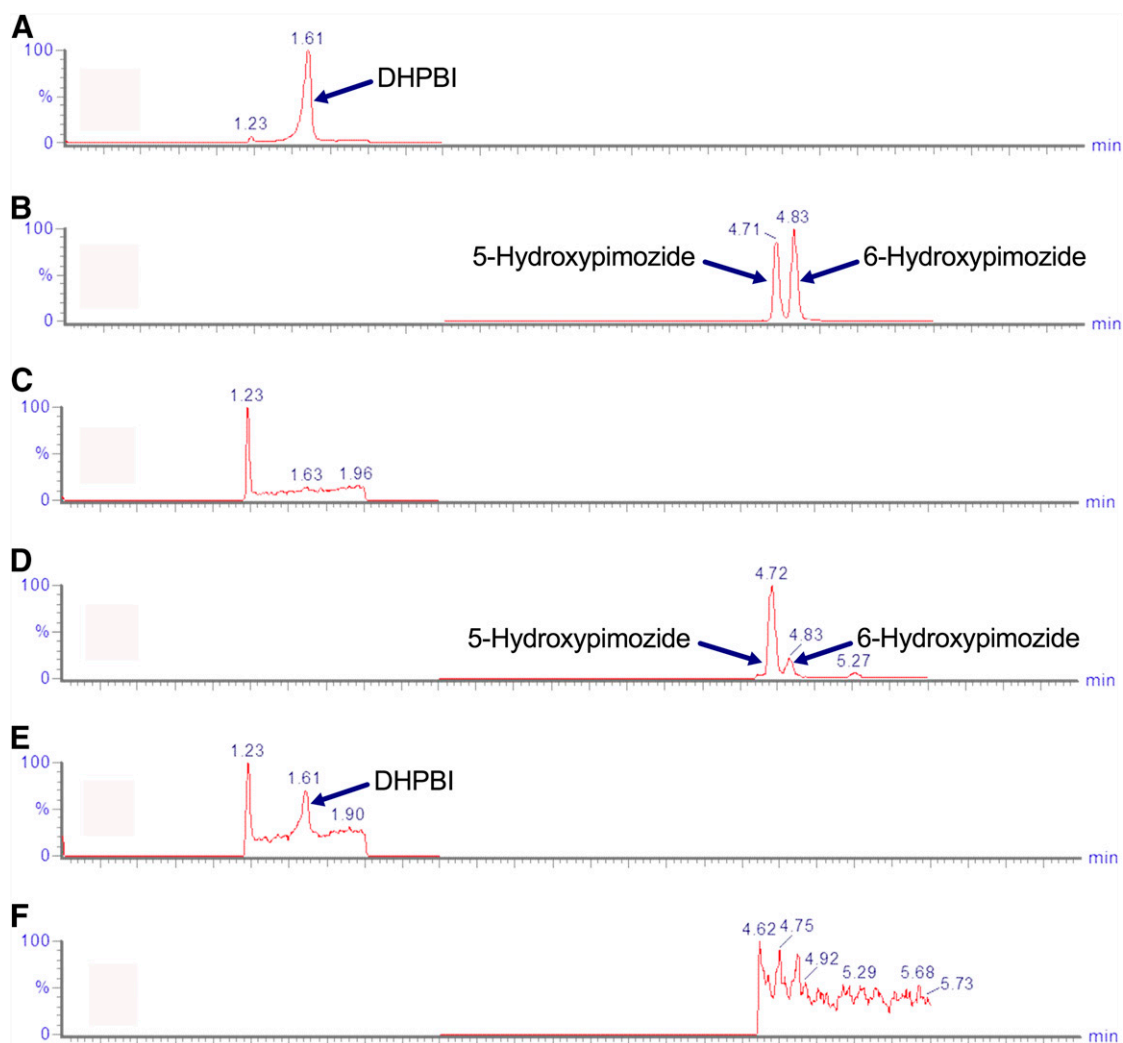 A
1.61
100
DHPBI
%
1.23
0
min
B
4.83
100
4.71
5-Hydroxypimozide
6-Hydroxypimozide
%
0
min
C
1.23
100
%
1.63
1.96
0
min
D
4.72
100
5-Hydroxypimozide
4.83
6-Hydroxypimozide
%
5.27
0
min
E
1.23
100
1.61
DHPBI
%
1.90
0
min
F
4.62
4.75
100
4.92
5.29
5.68
%
5.73
0
min